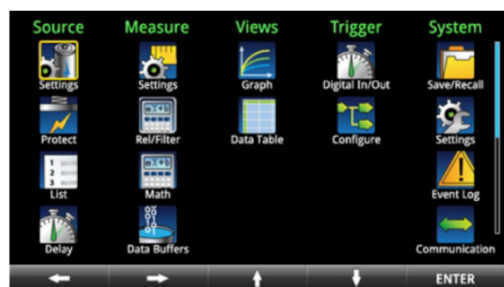 Source Measure Views Trigger System
Settings Settings Graph Digital In/Out Save/Recall
Protect Rel/Filter Data Table Configure Settings
List Math Event Log
Delay Data Buffers Communication
ENTER